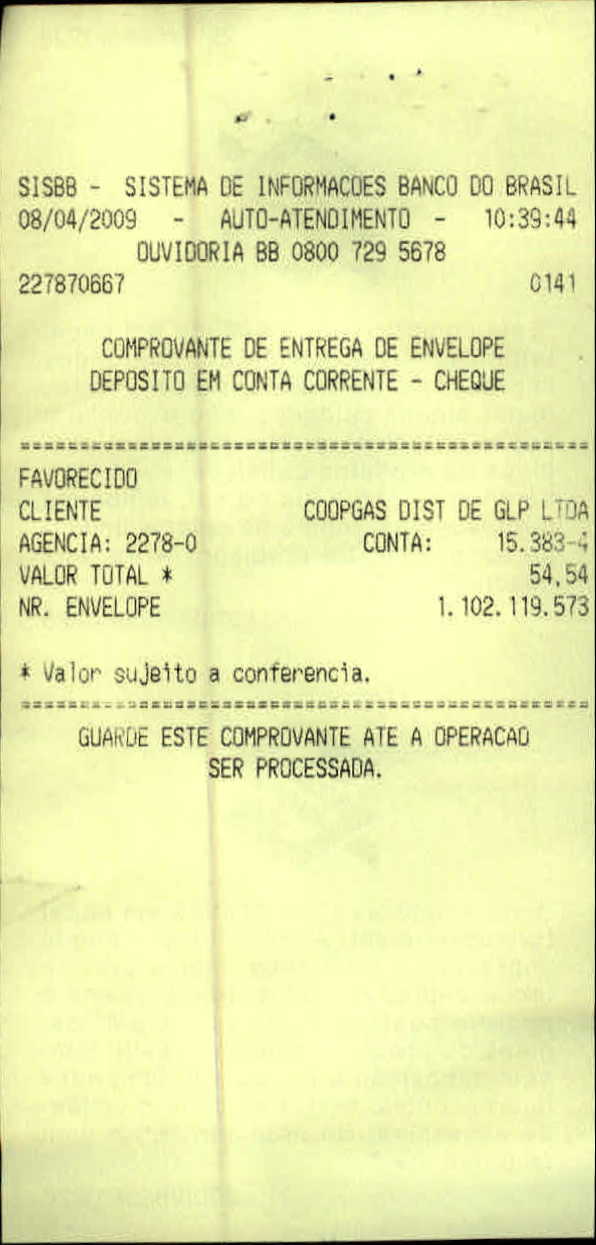 SISBB - SISTEMA DE INFORMACOES BANCO DO BRASIL
08/04/2009 - AUTO-ATENDIMENTO - 10:39:44
OUVIDORIA BB 0800 729 5678
227870667 0141
COMPROVANTE DE ENTREGA DE ENVELOPE
DEPOSITO EM CONTA CORRENTE - CHEQUE
================================================
FAVORECIDO
CLIENTE COOPGAS DIST DE GLP LTDA
AGENCIA: 2278-0 CONTA: 15.383-4
VALOR TOTAL * 54,54
NR. ENVELOPE 1.102.119.573
* Valor sujeito a conferencia.
================================================
GUARDE ESTE COMPROVANTE ATE A OPERACAO
SER PROCESSADA.